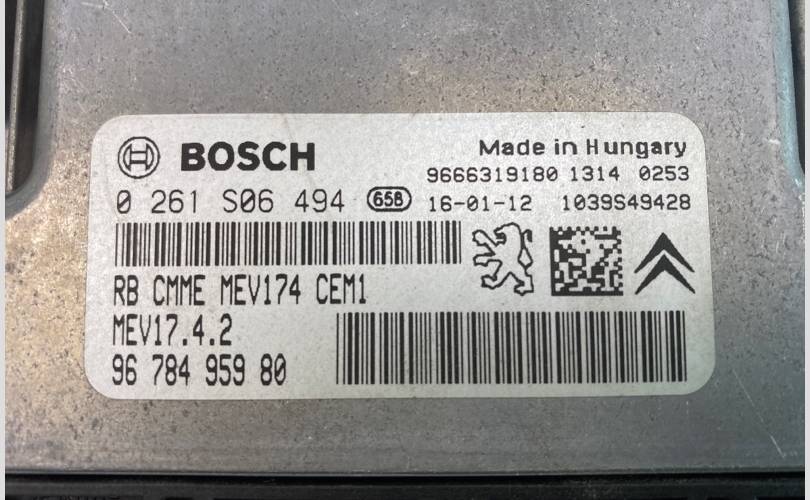 BOSCH
Made in Hungary
9666319180 1314 0253
0 261 S06 494 658 16-01-12 1039S49428
RB CMME MEV174 CEM1
MEV17.4.2
96 784 959 80